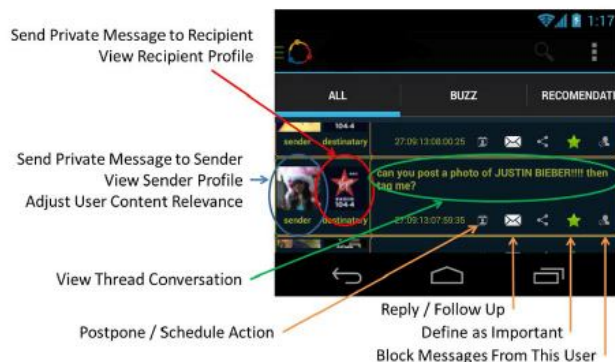 Send Private Message to Recipient
View Recipient Profile
1:17
ALL
BUZZ
RECOMENDATI
104-4
sender
destinatary
27:09:13:08:00:25
Send Private Message to Sender
View Sender Profile
Adjust User Content Relevance
can you post a photo of JUSTIN BIEBER!!!! then
tag me?
RADIO
104-4
sender
destinatary
27:09:13:07:59:35
View Thread Conversation
Postpone / Schedule Action
Reply / Follow Up
Define as Important
Block Messages From This User